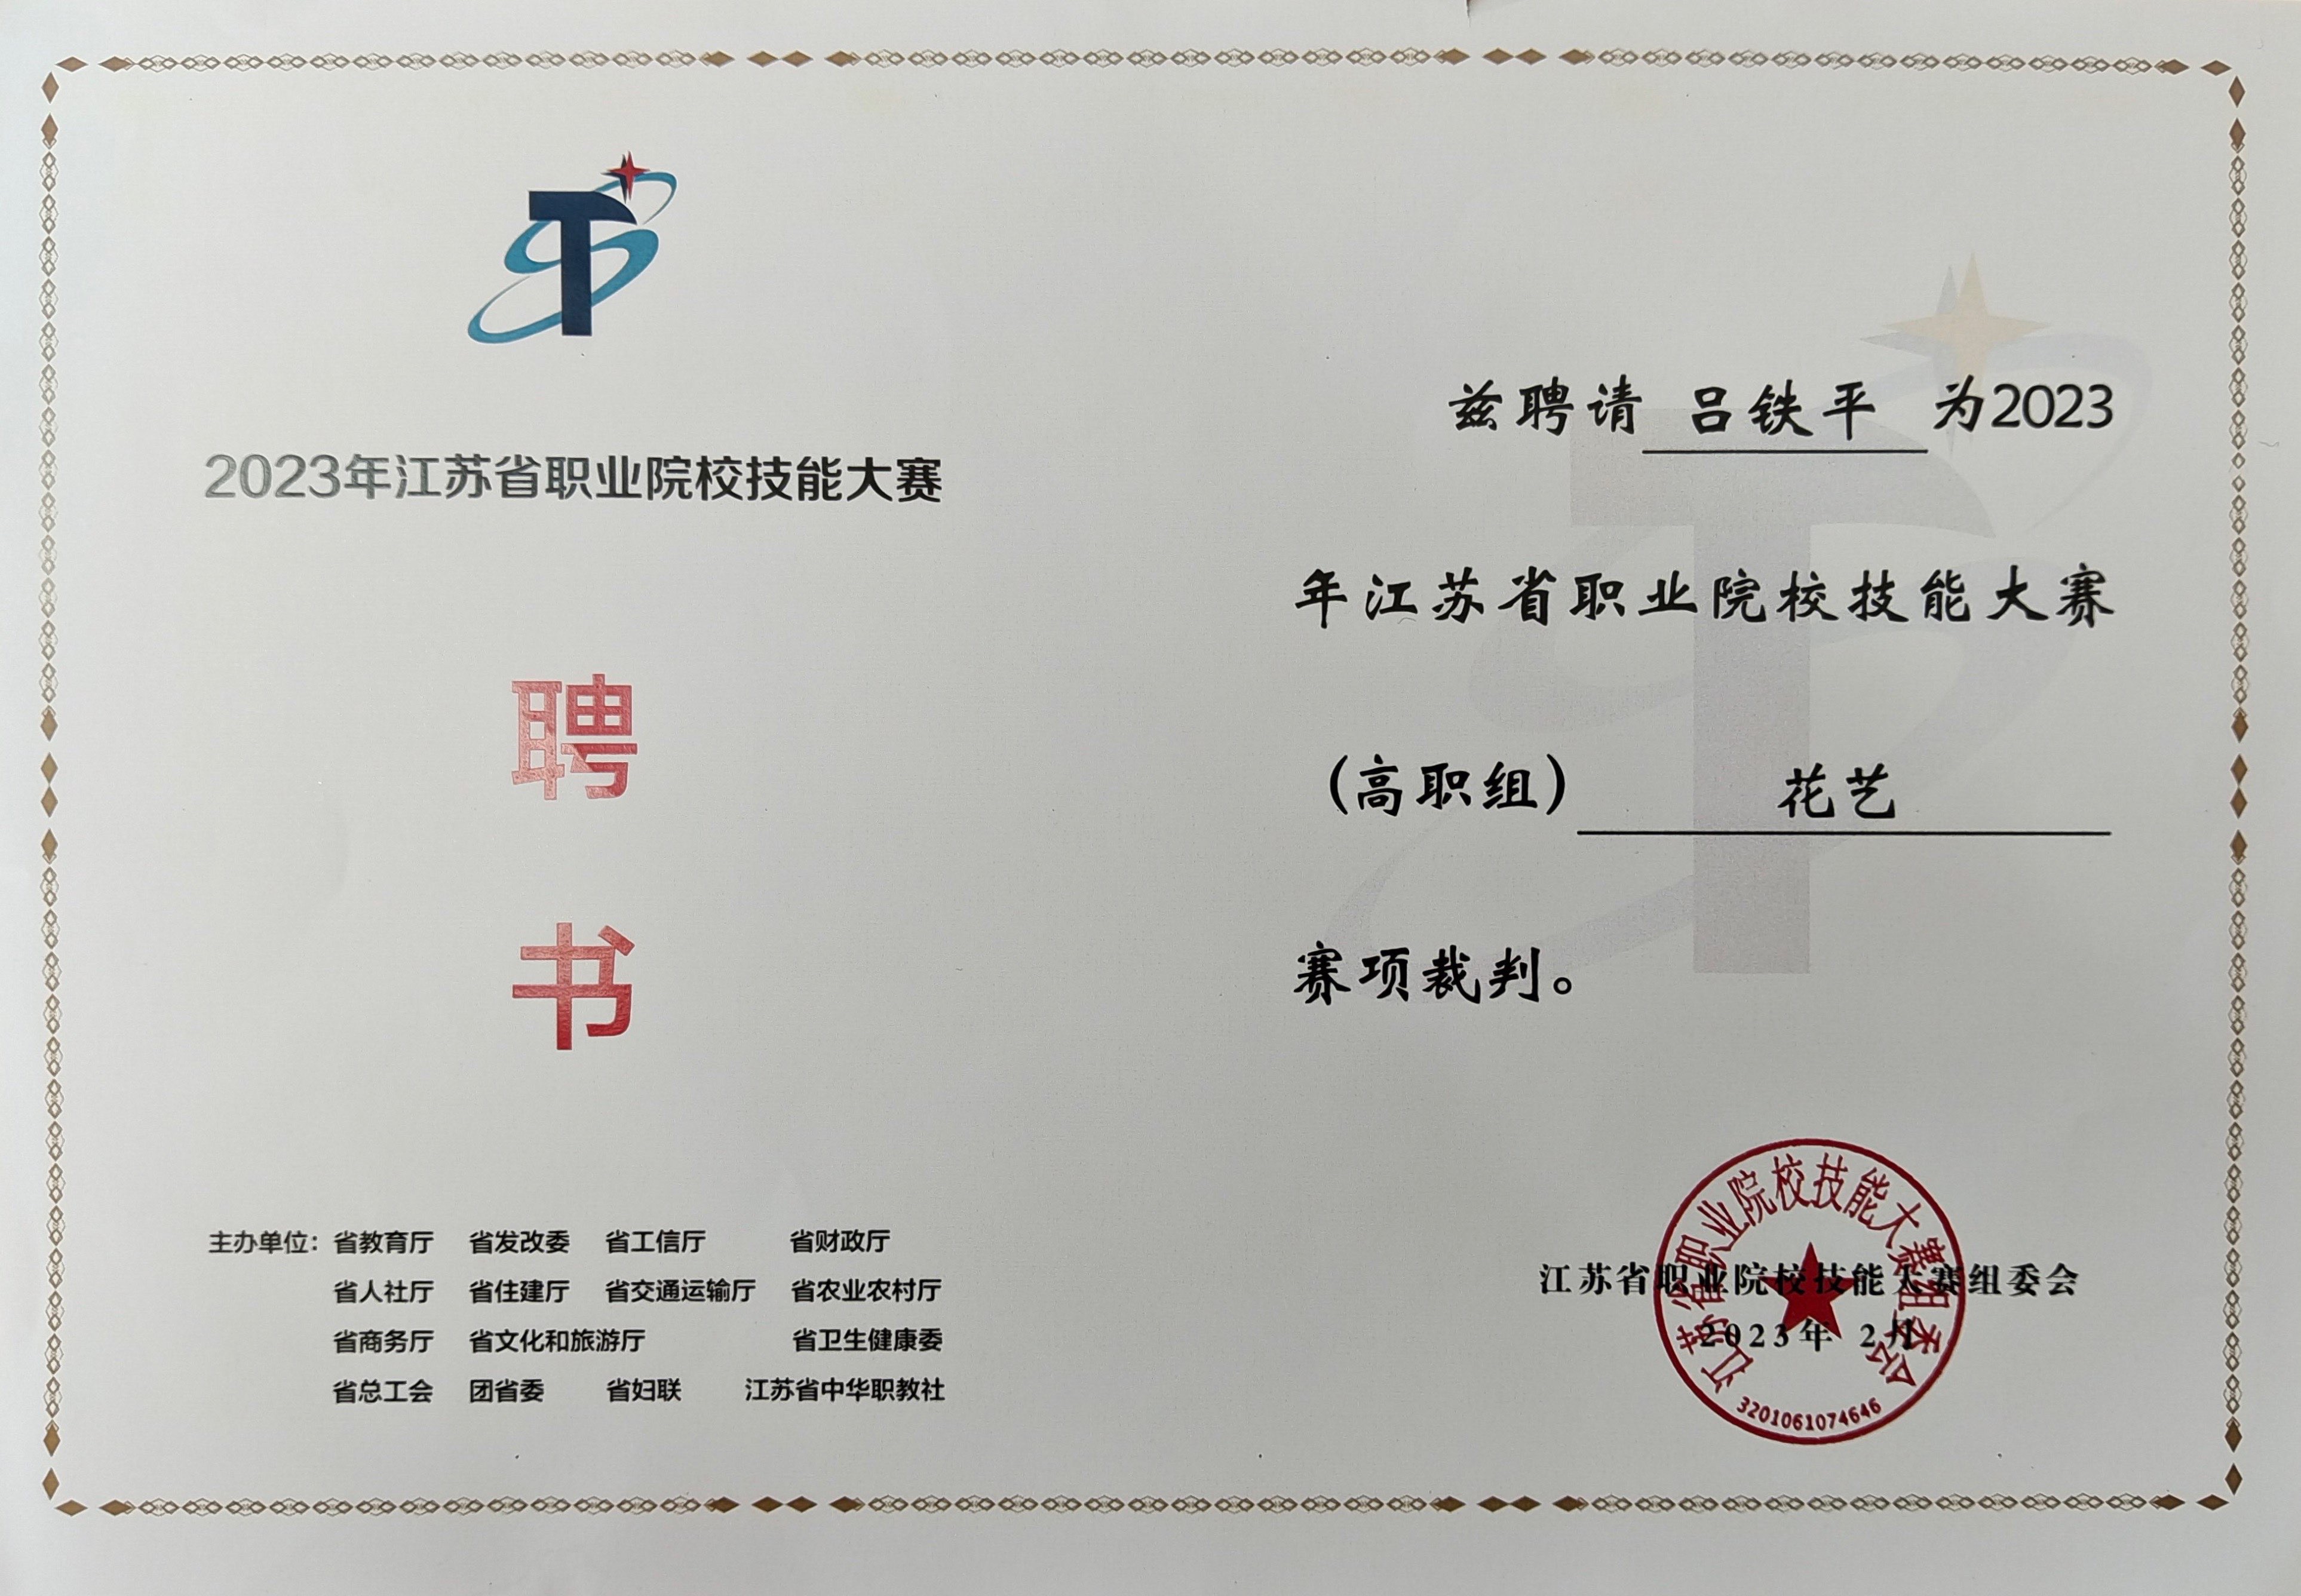 2023年江苏省职业院校技能大赛
聘
书
主办单位：省教育厅 省发改委 省工信厅 省财政厅
省人社厅 省住建厅 省交通运输厅 省农业农村厅
省商务厅 省文化和旅游厅 省卫生健康委
省总工会 团省委 省妇联 江苏省中华职教社
兹聘请 吕铁平 为2023
年江苏省职业院校技能大赛
(高职组) 花艺
赛项裁判。
江苏省职业院校技能大赛组委会
2023年 2月
江苏省职业院校技能大赛组委会
3201061074646